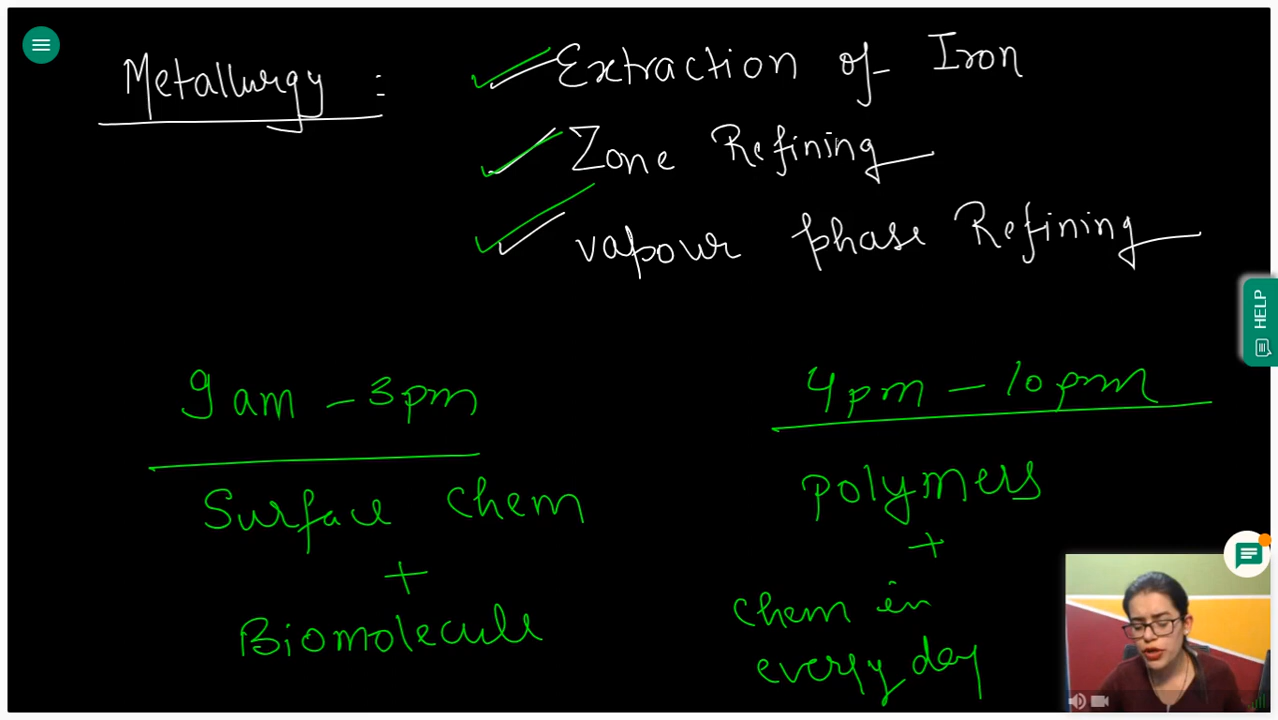 Metallurgy : Extraction of Iron
Zone Refining
vapour phase Refining
9 am - 3 pm
Surface Chem
+
Biomolecule
4 pm - 10 pm
Polymers
+
Chem in
every day
HELP